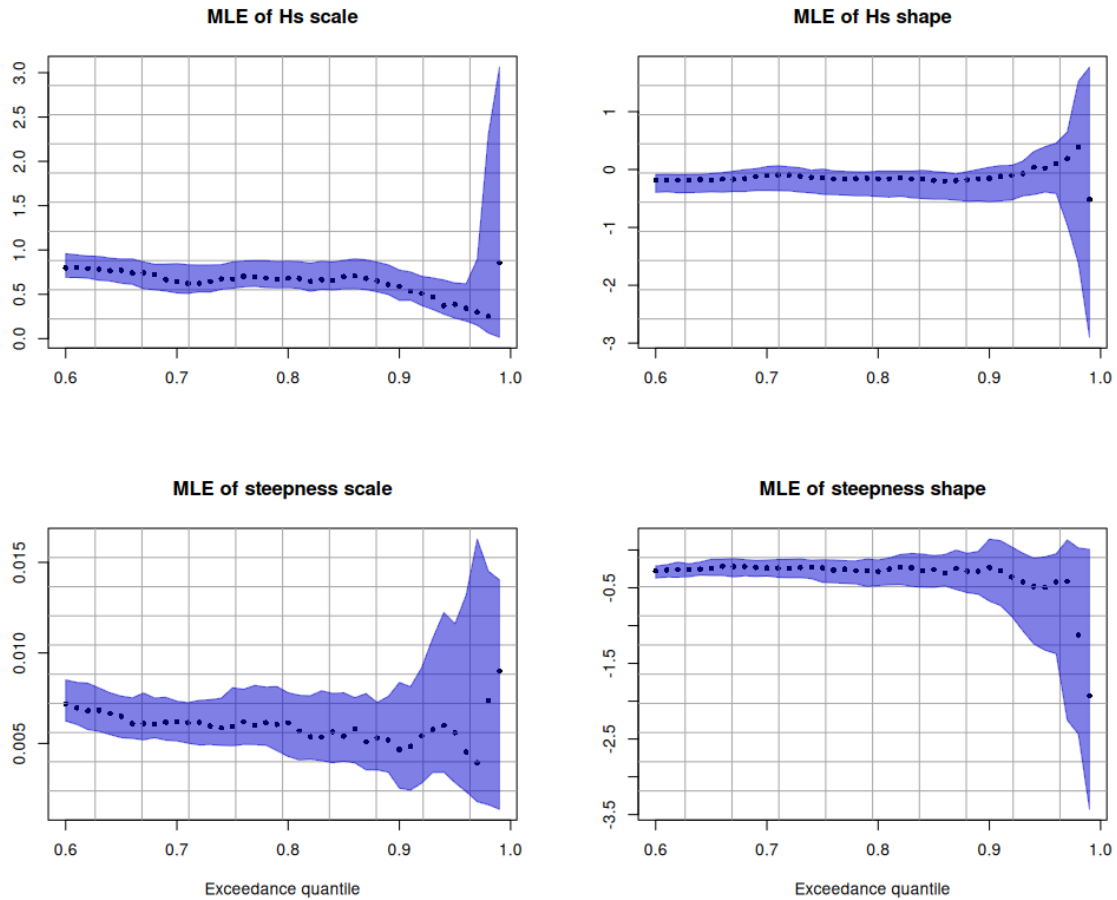 MLE of Hs scale
MLE of Hs shape
3.0
2.5
2.0
1.5
1.0
0.5
0.0
0.6 0.7 0.8 0.9 1.0
1
0
-1
-2
-3
0.6 0.7 0.8 0.9 1.0
MLE of steepness scale
MLE of steepness shape
0.015
0.010
0.005
0.6 0.7 0.8 0.9 1.0
Exceedance quantile
-0.5
-1.5
-2.5
-3.5
0.6 0.7 0.8 0.9 1.0
Exceedance quantile